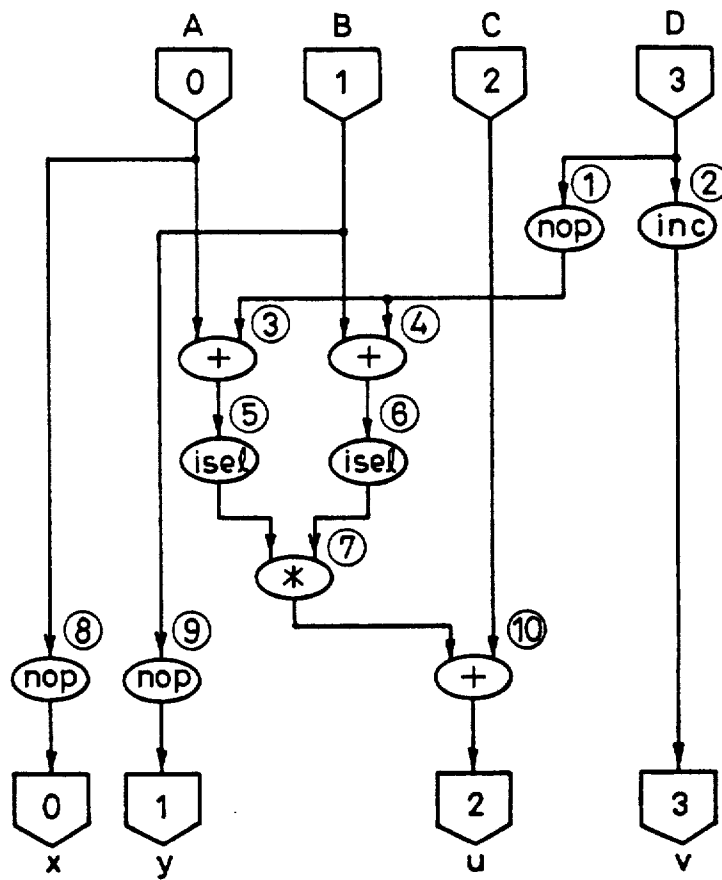 A B C D
0 1 2 3
① ②
nop inc
③ ④
+ +
⑤ ⑥
isel isel
⑦
*
⑧ ⑨ ⑩
nop nop +
0 1 2 3
x y u v